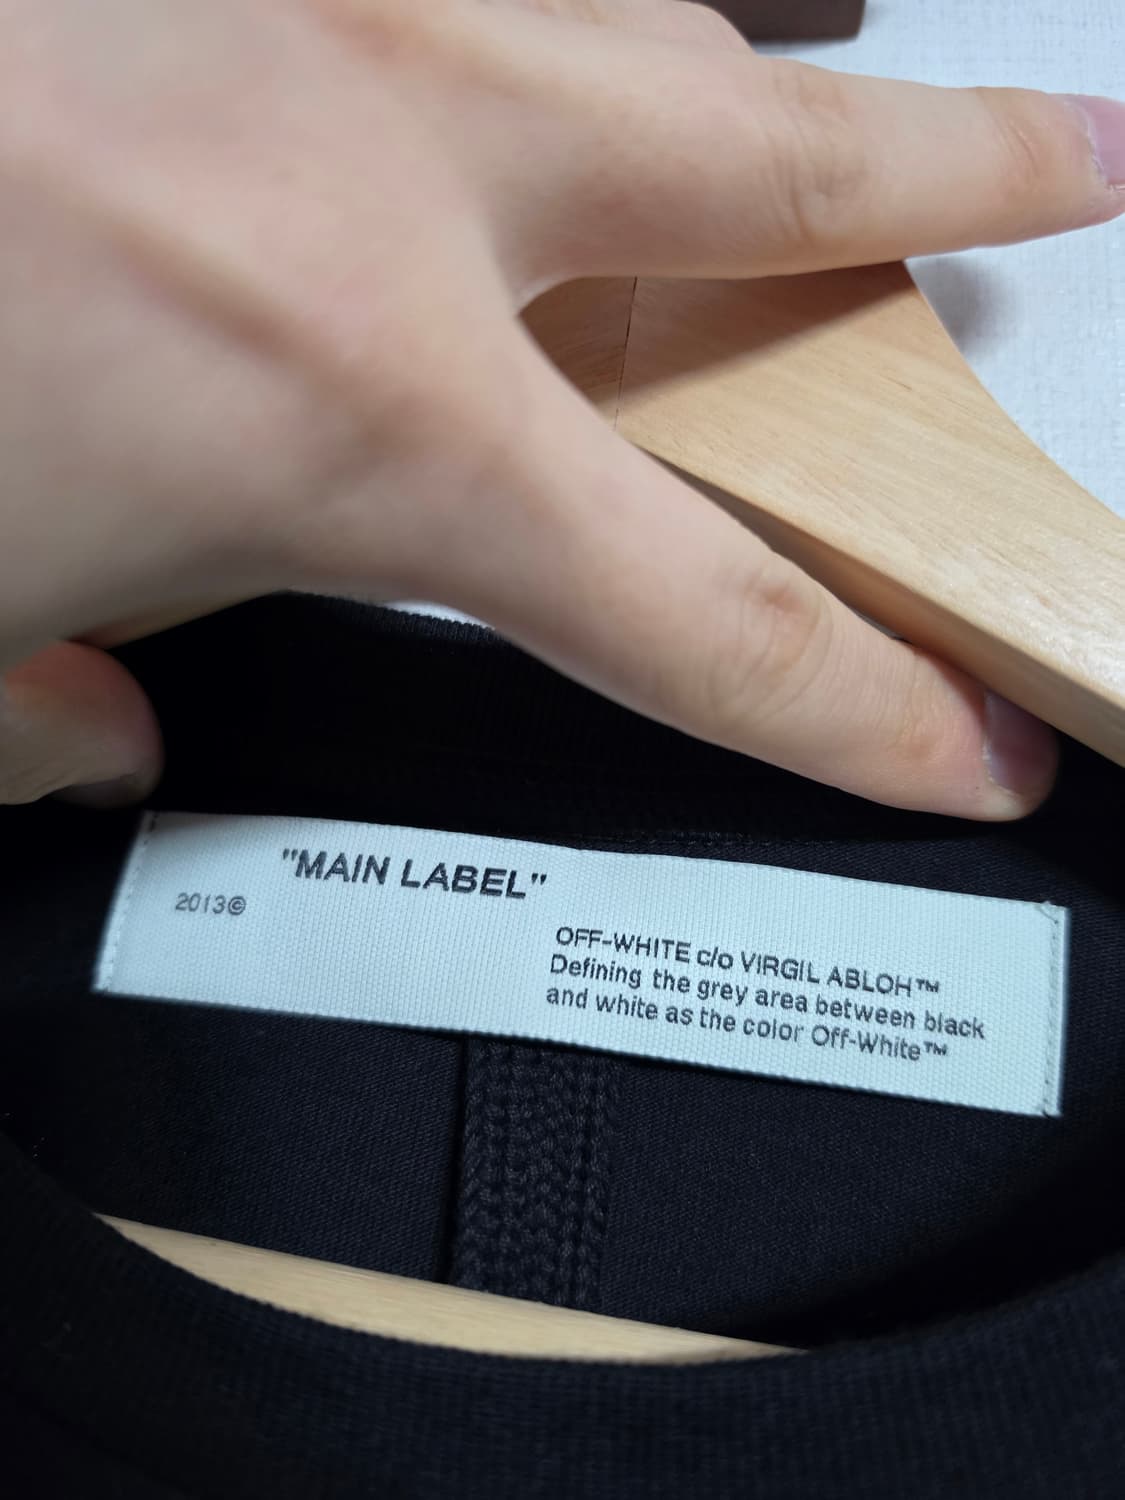 "MAIN LABEL"
2013©
OFF-WHITE c/o VIRGIL ABLOH™
Defining the grey area between black
and white as the color Off-White™